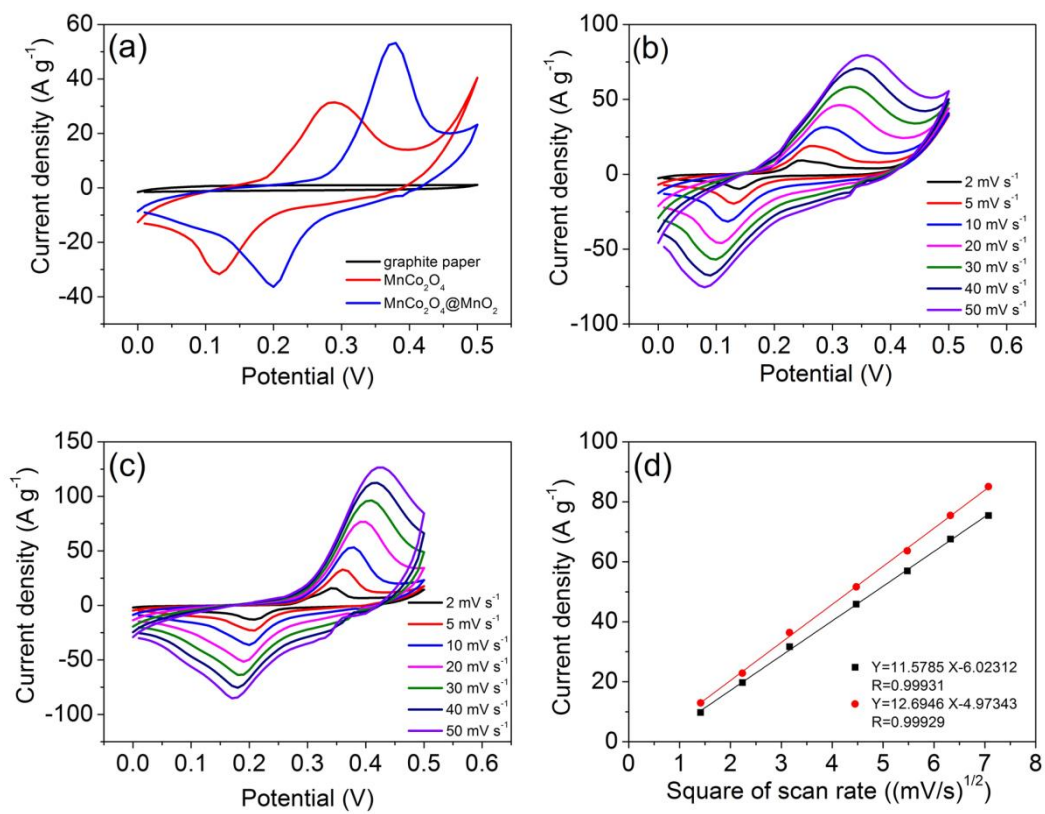 (a)
60
40
20
0
-20
-40
Current density (A g⁻¹)
graphite paper
MnCo₂O₄
MnCo₂O₄@MnO₂
0.0 0.1 0.2 0.3 0.4 0.5
Potential (V)
(b)
100
50
0
-50
-100
Current density (A g⁻¹)
2 mV s⁻¹
5 mV s⁻¹
10 mV s⁻¹
20 mV s⁻¹
30 mV s⁻¹
40 mV s⁻¹
50 mV s⁻¹
0.0 0.1 0.2 0.3 0.4 0.5 0.6
Potential (V)
(c)
150
125
100
75
50
25
0
-25
-50
-75
-100
-125
Current density (A g⁻¹)
2 mV s⁻¹
5 mV s⁻¹
10 mV s⁻¹
20 mV s⁻¹
30 mV s⁻¹
40 mV s⁻¹
50 mV s⁻¹
0.0 0.1 0.2 0.3 0.4 0.5 0.6
Potential (V)
(d)
100
80
60
40
20
0
Current density (A g⁻¹)
Y=11.5785 X-6.02312
R=0.99931
Y=12.6946 X-4.97343
R=0.99929
0 1 2 3 4 5 6 7 8
Square of scan rate ((mV/s)¹/²)